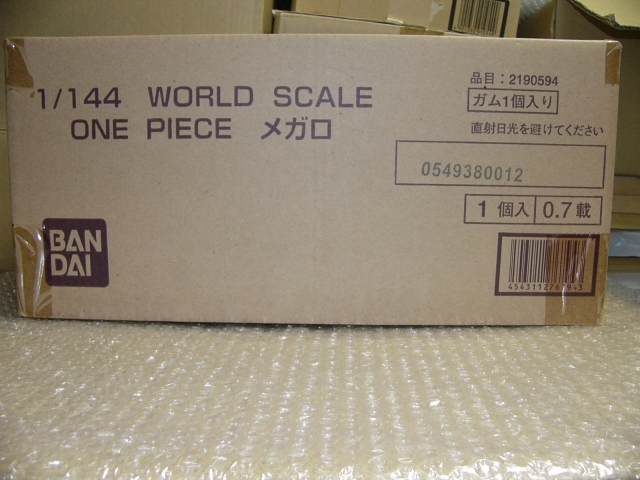 1/144 WORLD SCALE
ONE PIECE メガロ
品目：2190594
ガム1個入り
直射日光を避けてください
0549380012
1 個入 0.7 載
BAN
DAI